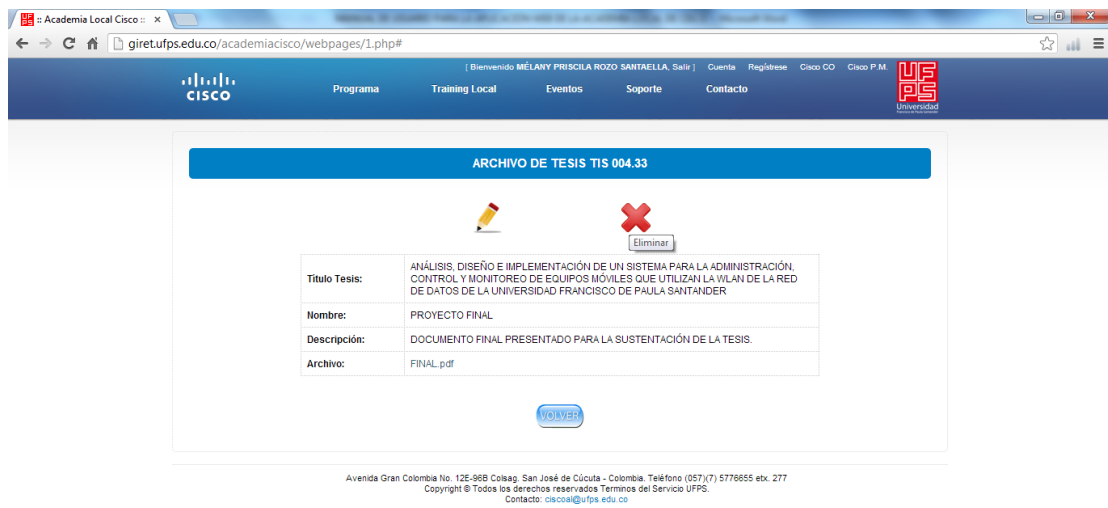 :: Academia Local Cisco ::
giret.ufps.edu.co/academiacisco/webpages/1.php#
[ Bienvenido MÉLANY PRISCILA ROZO SANTAELLA, Salir ] Cuenta Regístrese Cisco CO Cisco P.M.
CISCO
Programa Training Local Eventos Soporte Contacto
UFPS
Universidad
ARCHIVO DE TESIS TIS 004.33
Eliminar
Título Tesis: ANÁLISIS, DISEÑO E IMPLEMENTACIÓN DE UN SISTEMA PARA LA ADMINISTRACIÓN,
CONTROL Y MONITOREO DE EQUIPOS MÓVILES QUE UTILIZAN LA WLAN DE LA RED
DE DATOS DE LA UNIVERSIDAD FRANCISCO DE PAULA SANTANDER
Nombre: PROYECTO FINAL
Descripción: DOCUMENTO FINAL PRESENTADO PARA LA SUSTENTACIÓN DE LA TESIS.
Archivo: FINAL.pdf
VOLVER
Avenida Gran Colombia No. 12E-96B Colsag. San José de Cúcuta - Colombia. Teléfono (057)(7) 5776655 etx. 277
Copyright © Todos los derechos reservados Terminos del Servicio UFPS.
Contacto: ciscoal@ufps.edu.co